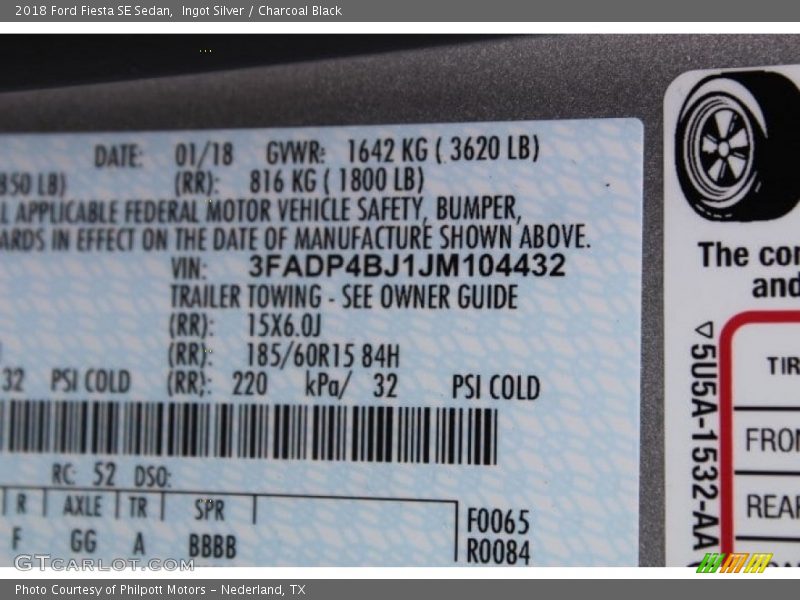 2018 Ford Fiesta SE Sedan, Ingot Silver / Charcoal Black
DATE: 01/18 GVWR: 1642 KG ( 3620 LB)
850 LB) (RR): 816 KG ( 1800 LB)
L APPLICABLE FEDERAL MOTOR VEHICLE SAFETY, BUMPER,
ARDS IN EFFECT ON THE DATE OF MANUFACTURE SHOWN ABOVE.
VIN: 3FADP4BJ1JM104432
TRAILER TOWING - SEE OWNER GUIDE
(RR): 15X6.0J
(RR): 185/60R15 84H
32 PSI COLD (RR): 220 kPa/ 32 PSI COLD
RC: 52 DSO:
R AXLE TR SPR
F GG A BBBB
F0065
R0084
The con
and
TIR
FRON
REAR
5U5A-1532-AA
GTCARLOT.COM
Photo Courtesy of Philpott Motors - Nederland, TX